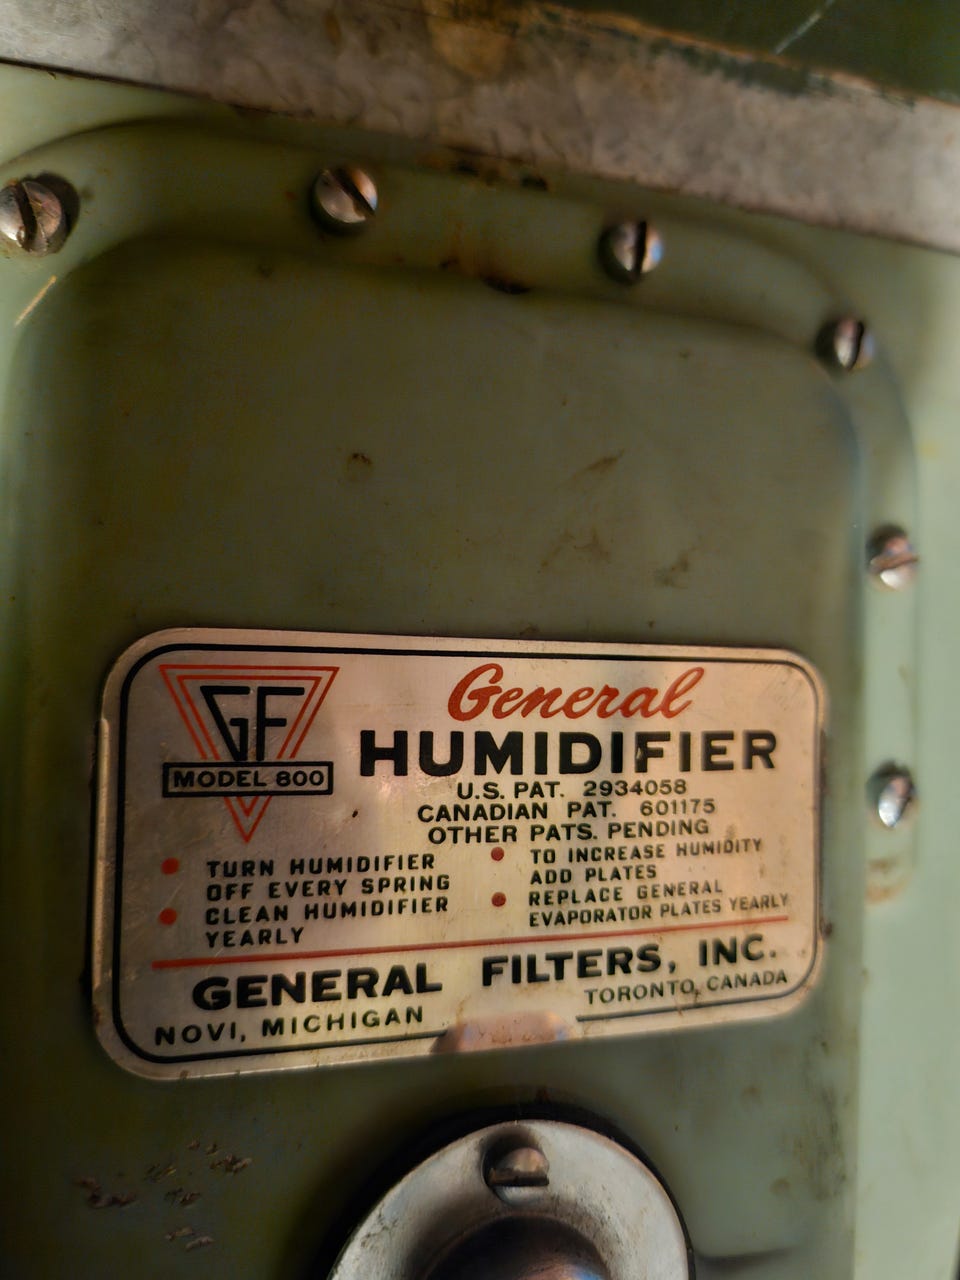 GF
MODEL 800
General
HUMIDIFIER
U.S. PAT. 2934058
CANADIAN PAT. 601175
OTHER PATS. PENDING
TURN HUMIDIFIER
OFF EVERY SPRING
CLEAN HUMIDIFIER
YEARLY
TO INCREASE HUMIDITY
ADD PLATES
REPLACE GENERAL
EVAPORATOR PLATES YEARLY
GENERAL FILTERS, INC.
NOVI, MICHIGAN
TORONTO, CANADA